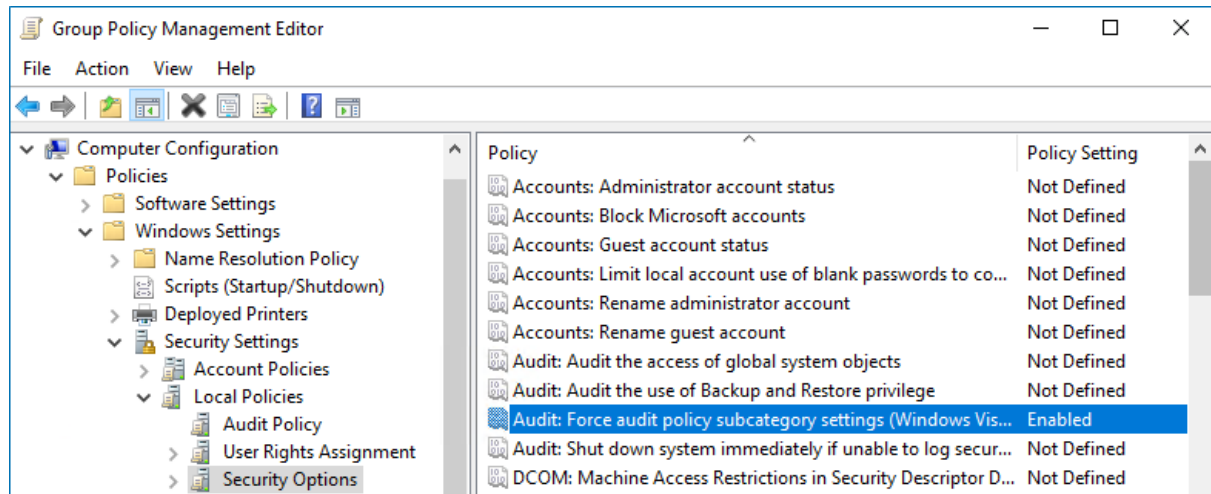 Group Policy Management Editor
File Action View Help
Computer Configuration
Policies
Software Settings
Windows Settings
Name Resolution Policy
Scripts (Startup/Shutdown)
Deployed Printers
Security Settings
Account Policies
Local Policies
Audit Policy
User Rights Assignment
Security Options
Policy Policy Setting
Accounts: Administrator account status Not Defined
Accounts: Block Microsoft accounts Not Defined
Accounts: Guest account status Not Defined
Accounts: Limit local account use of blank passwords to co... Not Defined
Accounts: Rename administrator account Not Defined
Accounts: Rename guest account Not Defined
Audit: Audit the access of global system objects Not Defined
Audit: Audit the use of Backup and Restore privilege Not Defined
Audit: Force audit policy subcategory settings (Windows Vis... Enabled
Audit: Shut down system immediately if unable to log secur... Not Defined
DCOM: Machine Access Restrictions in Security Descriptor D... Not Defined